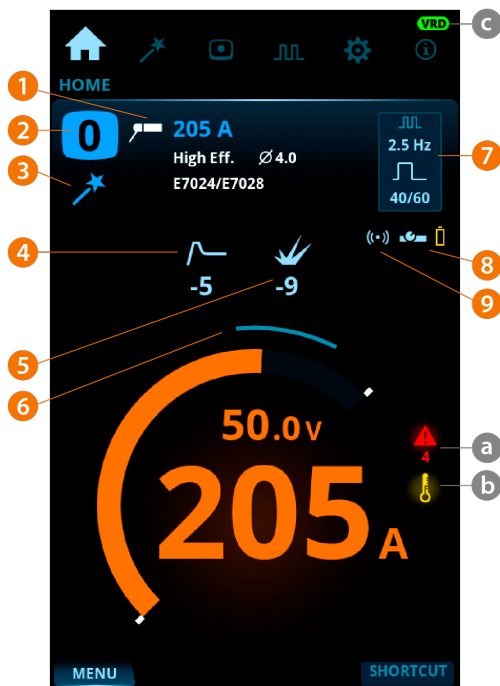 VRD
c
HOME
1
2
3
4
5
6
7
8
9
0
205 A
High Eff. Ø 4.0
E7024/E7028
2.5 Hz
40/60
-5
-9
50.0 V
205 A
4
a
b
MENU
SHORTCUT